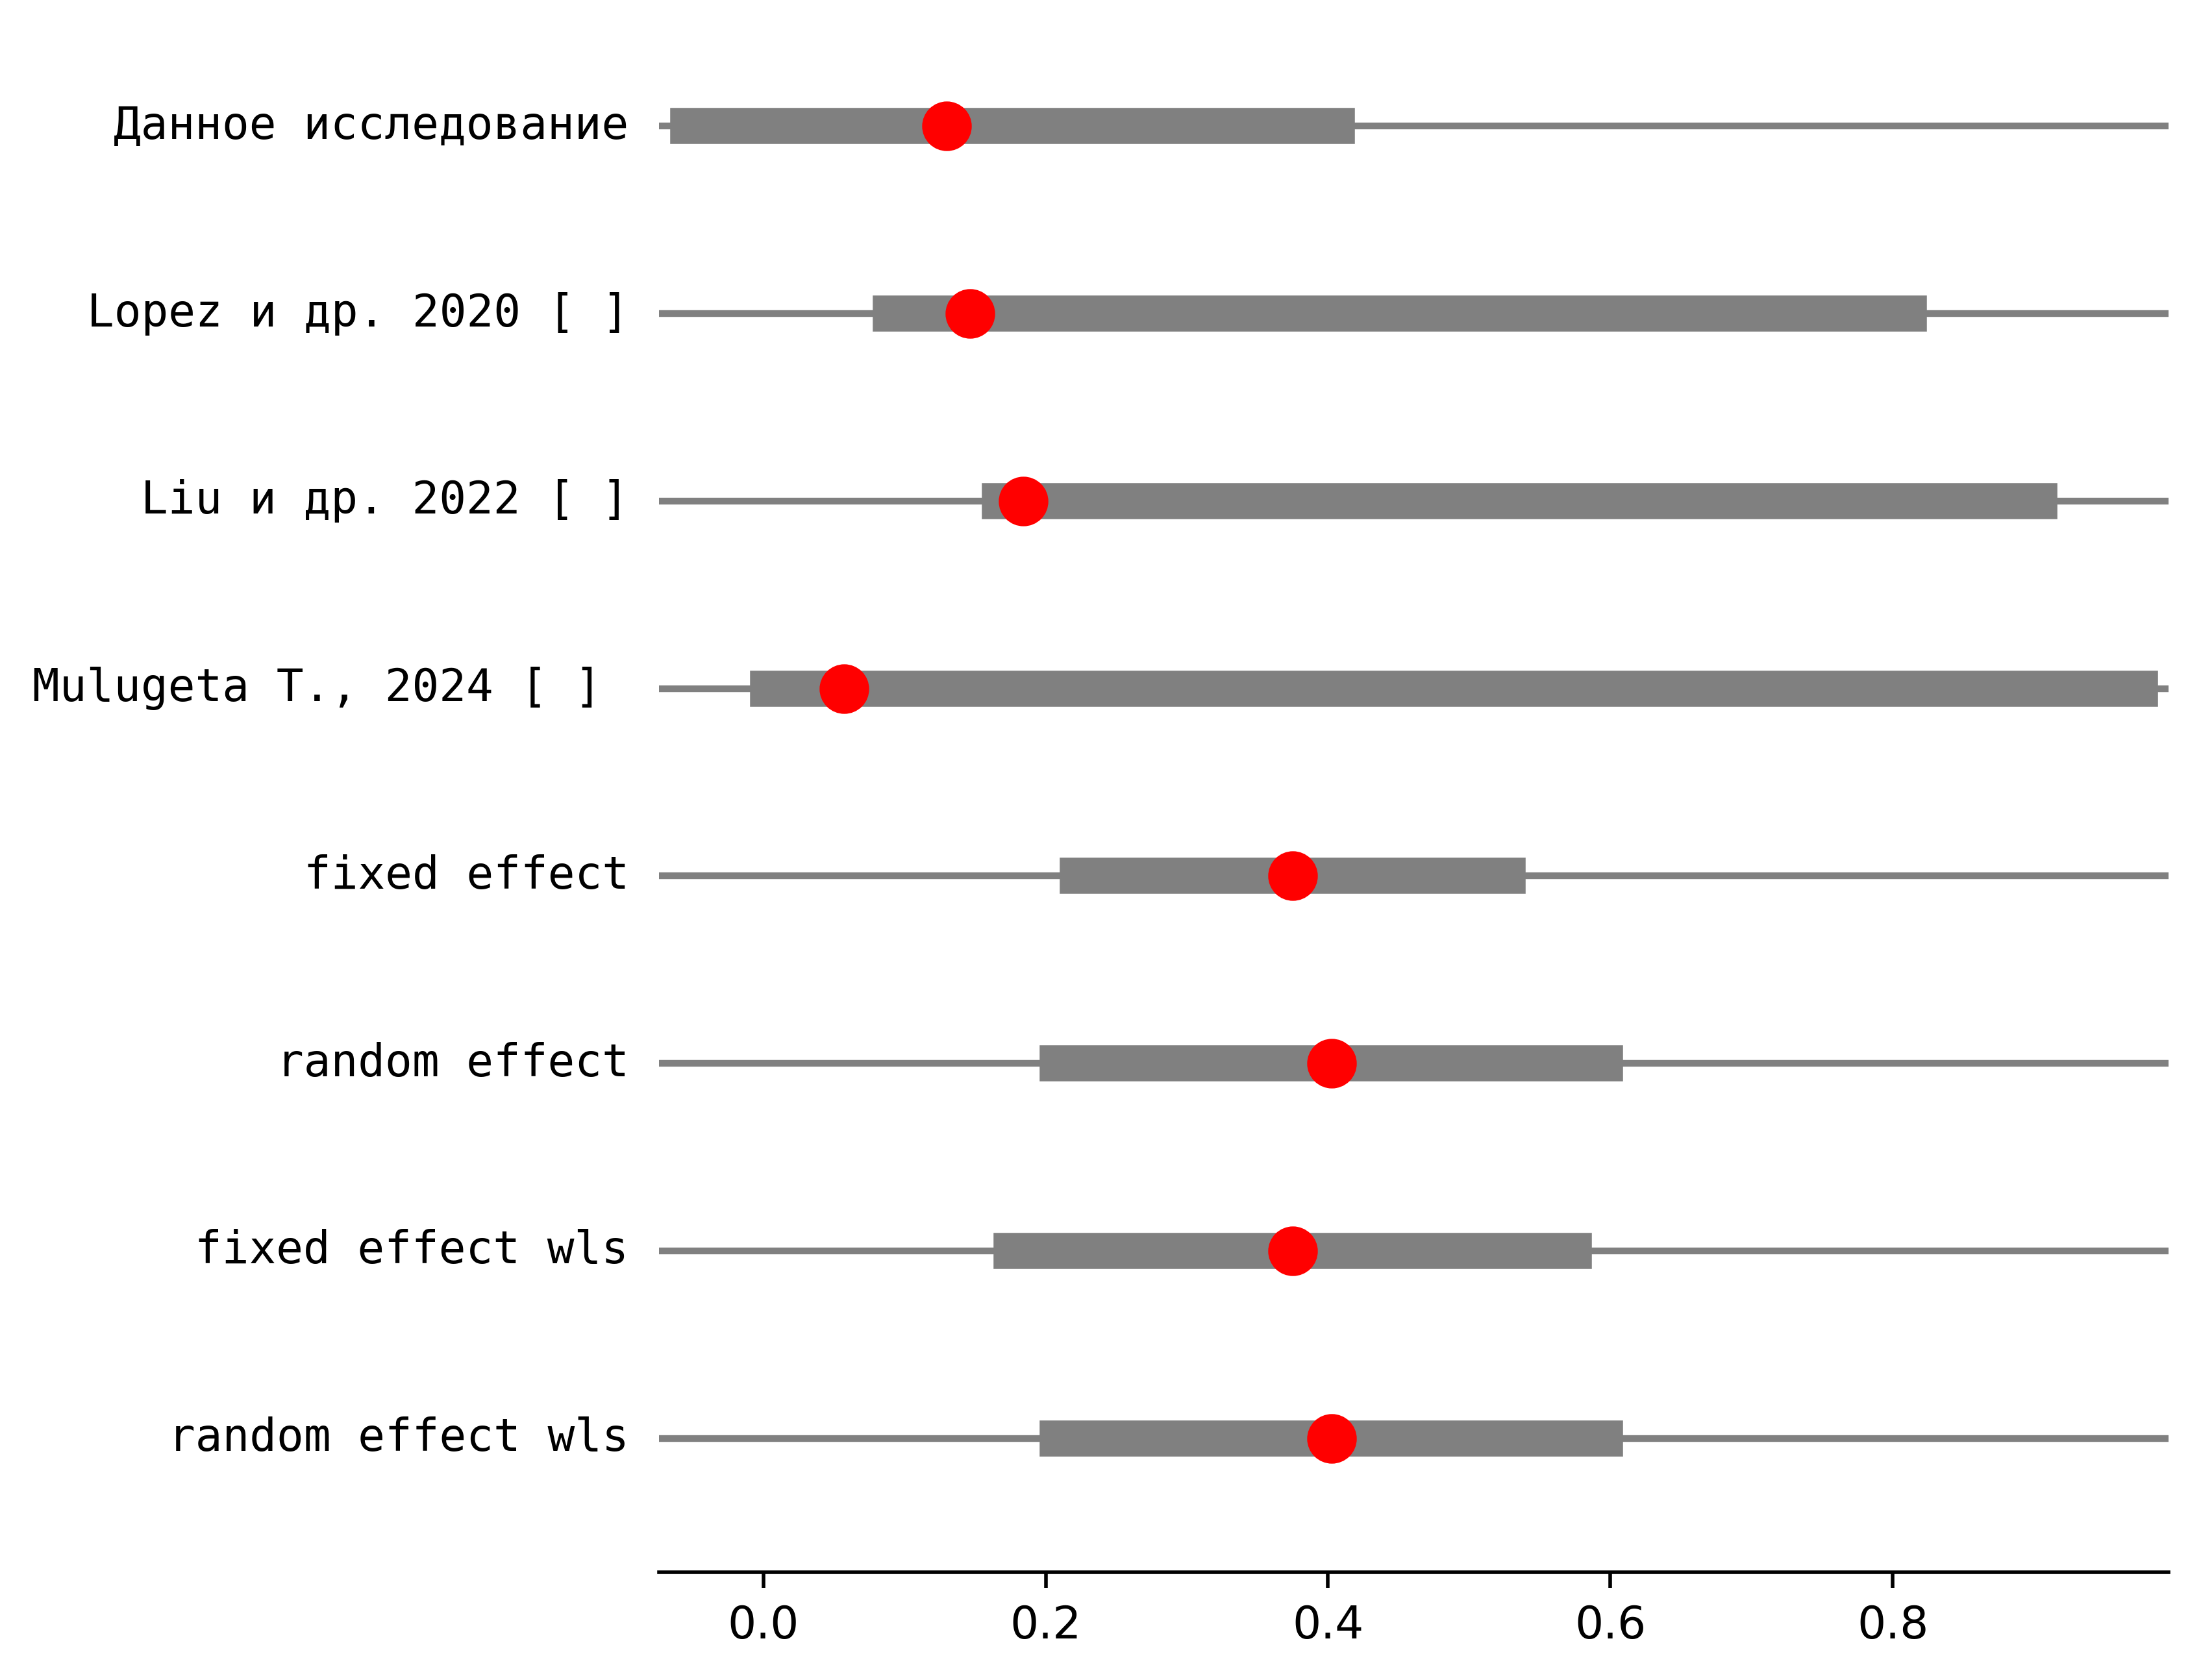 Данное исследование
Lopez и др. 2020 [ ]
Liu и др. 2022 [ ]
Mulugeta T., 2024 [ ]
fixed effect
random effect
fixed effect wls
random effect wls
0.0 0.2 0.4 0.6 0.8